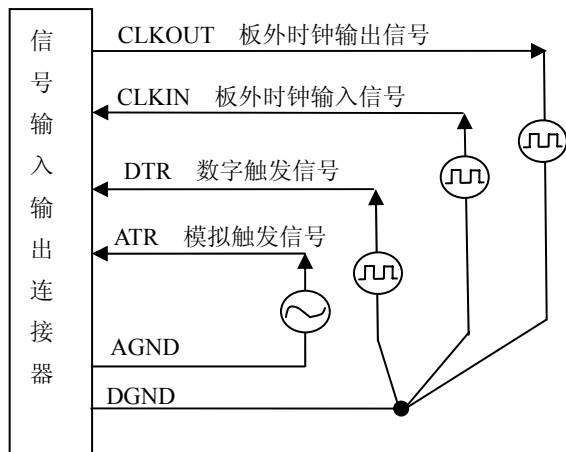 信号输入输出连接器
CLKOUT 板外时钟输出信号
CLKIN 板外时钟输入信号
DTR 数字触发信号
ATR 模拟触发信号
AGND
DGND